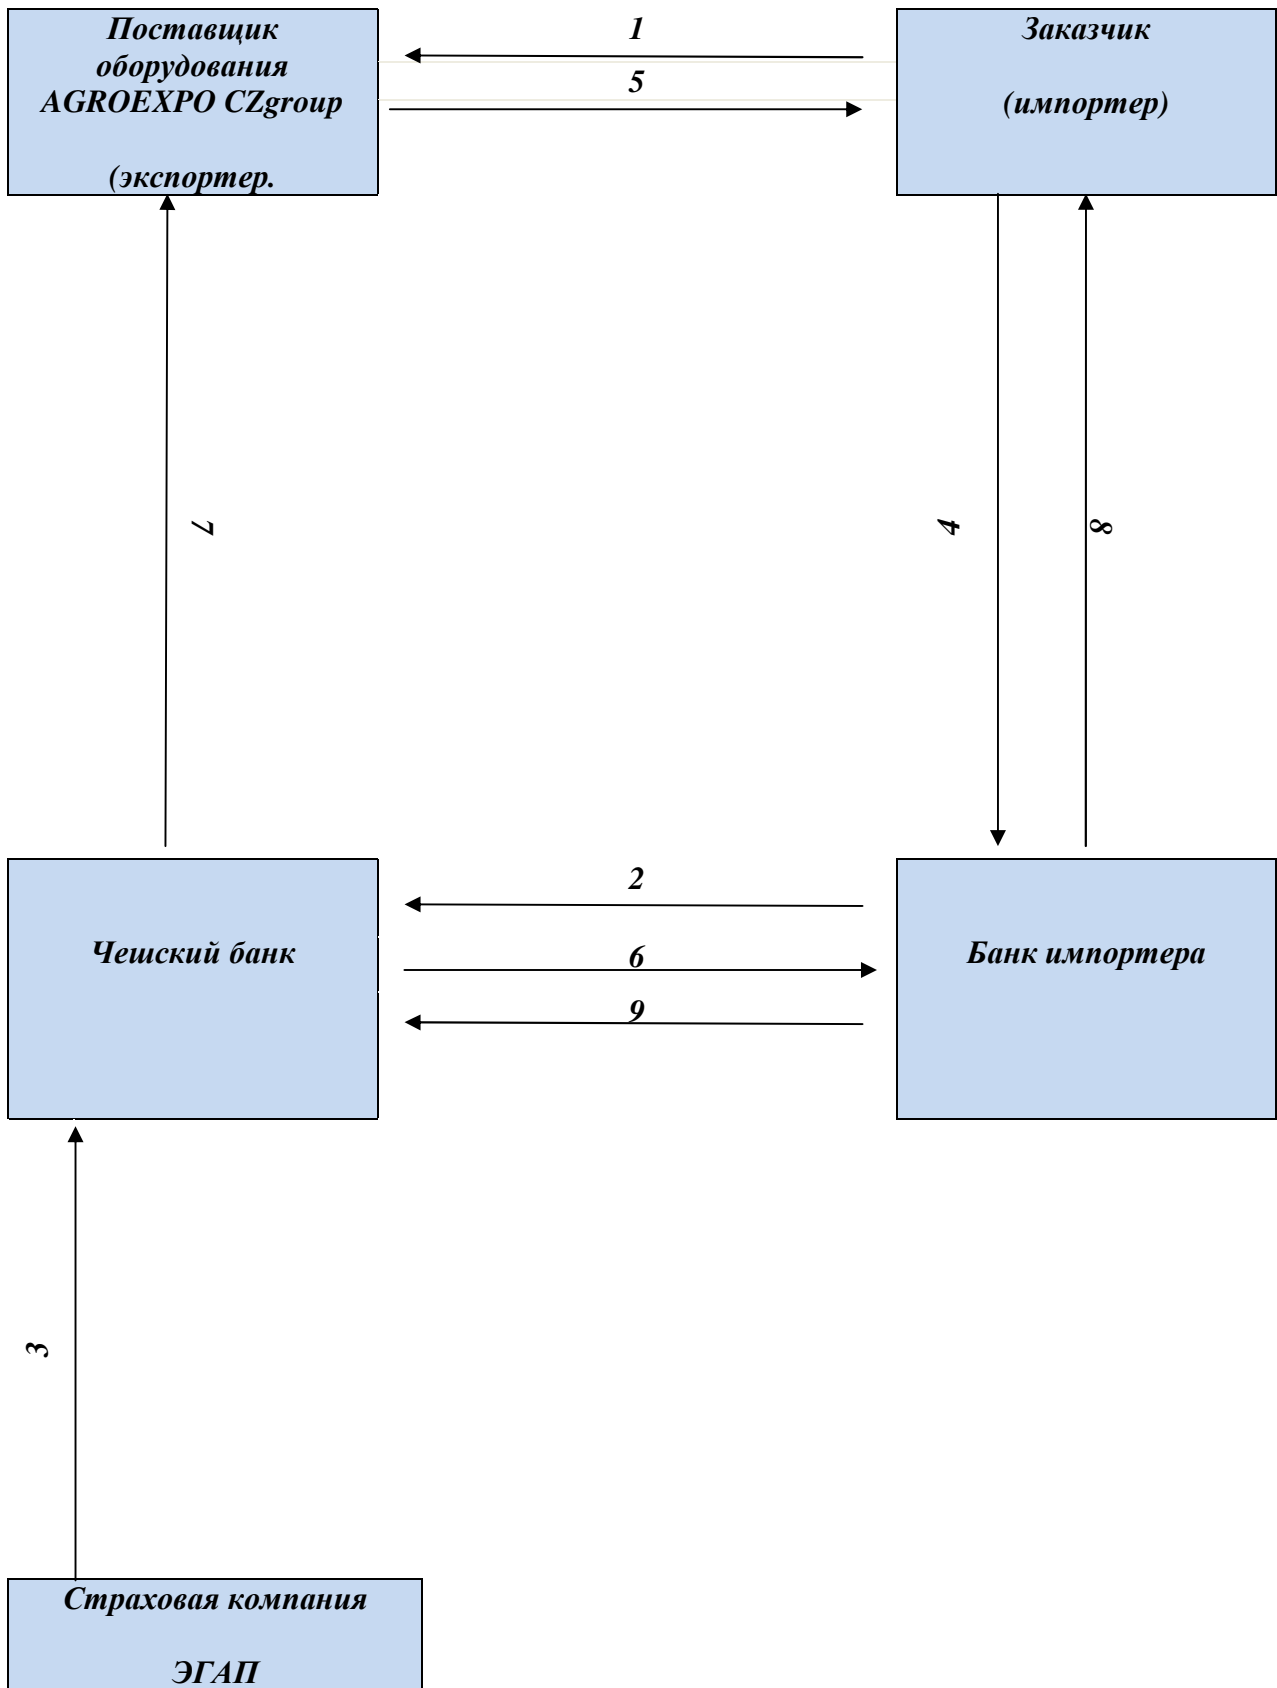 Поставщик
оборудования
AGROEXPO CZgroup
(экспортер.
1
5
Заказчик
(импортер)
7
4
8
Чешский банк
2
6
9
Банк импортера
3
Страховая компания
ЭГАП